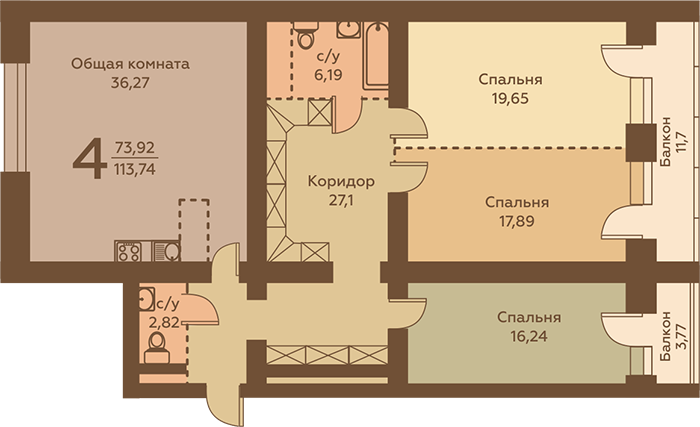 Общая комната
36,27
4
73,92
113,74
с/у
6,19
Коридор
27,1
Спальня
19,65
Спальня
17,89
Балкон
11,7
с/у
2,82
Спальня
16,24
Балкон
3,77